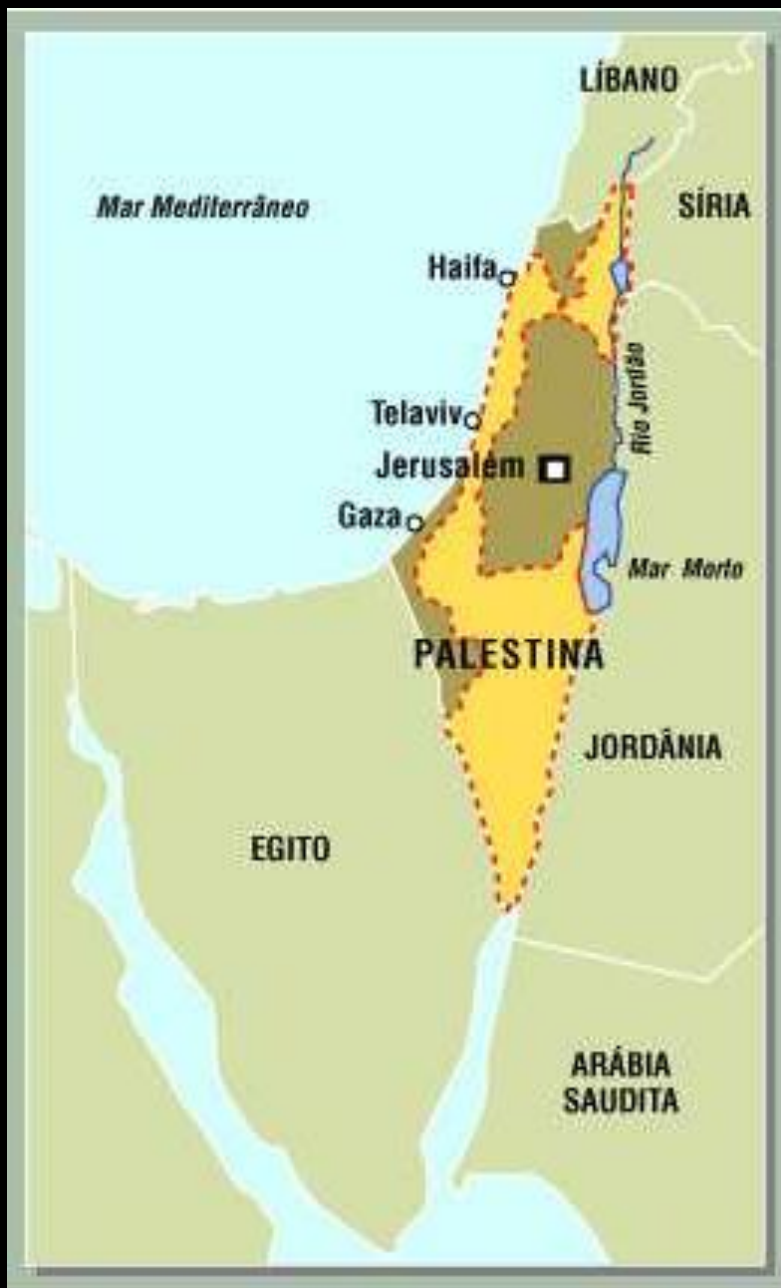 LÍBANO
Mar Mediterrâneo
SÍRIA
Haifa
Rio Jordão
Telaviv
Jerusalém
Gaza
Mar Morto
PALESTINA
JORDÂNIA
EGITO
ARÁBIA
SAUDITA